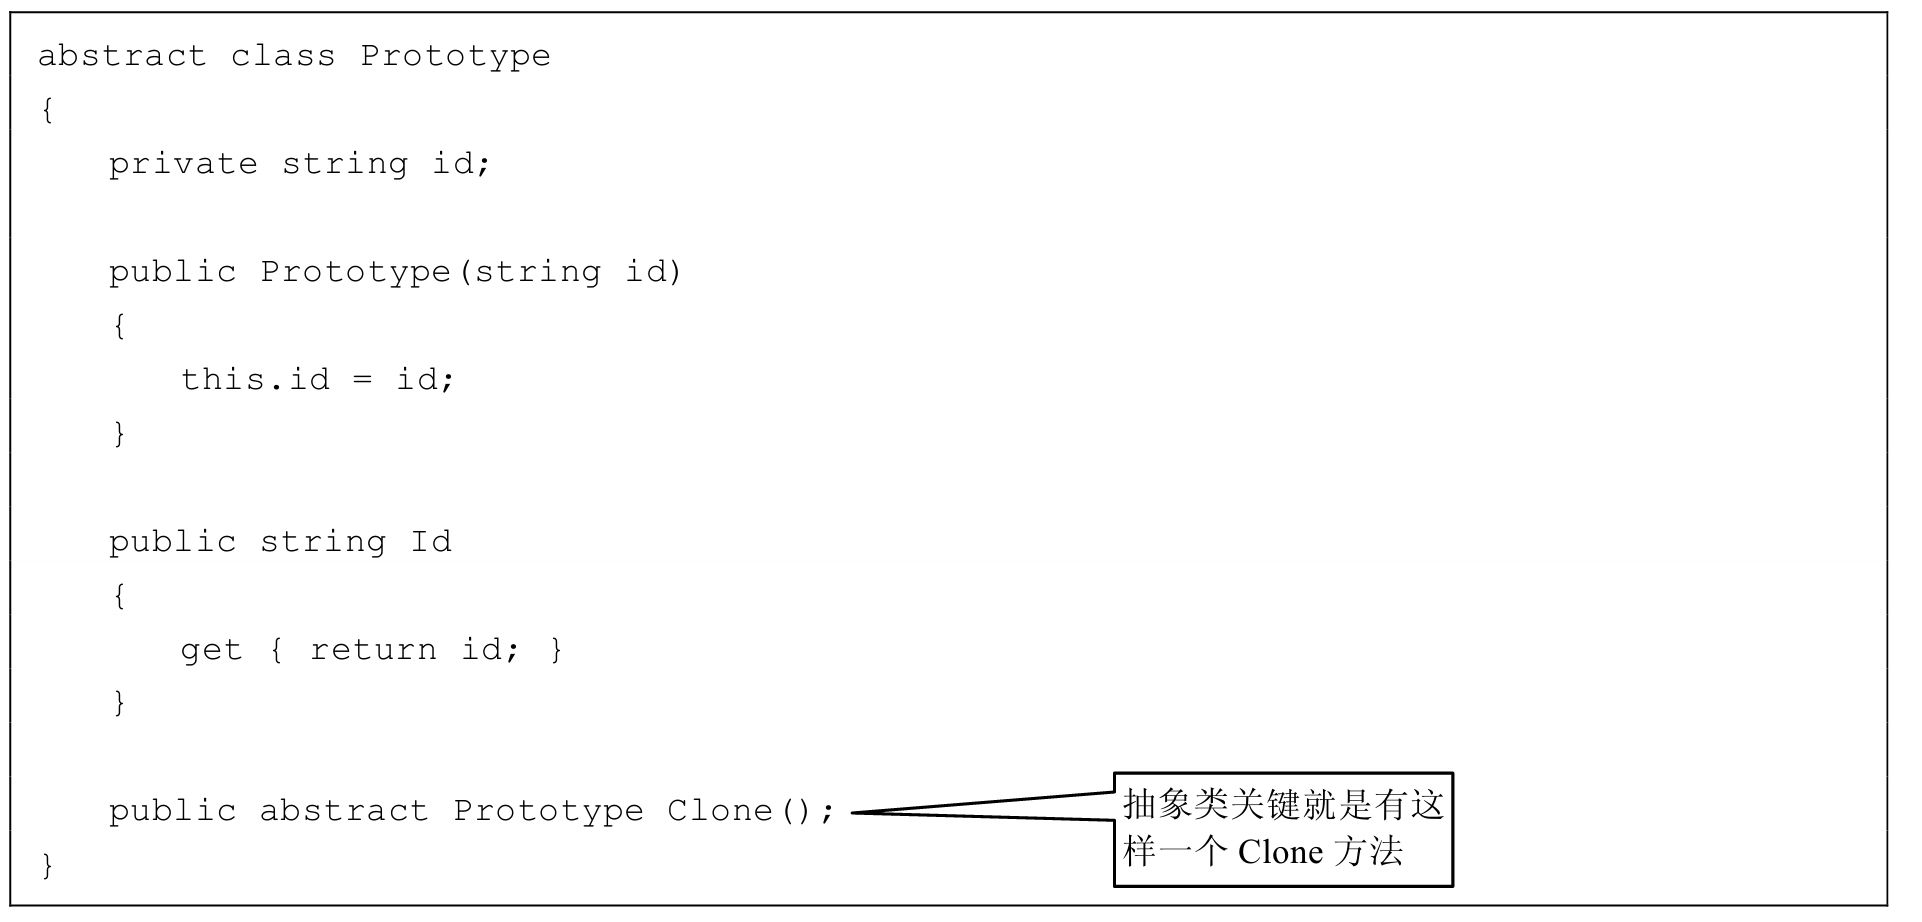 abstract class Prototype
{
    private string id;

    public Prototype(string id)
    {
        this.id = id;
    }

    public string Id
    {
        get { return id; }
    }

    public abstract Prototype Clone();
抽象类关键就是有这
样一个 Clone 方法
}